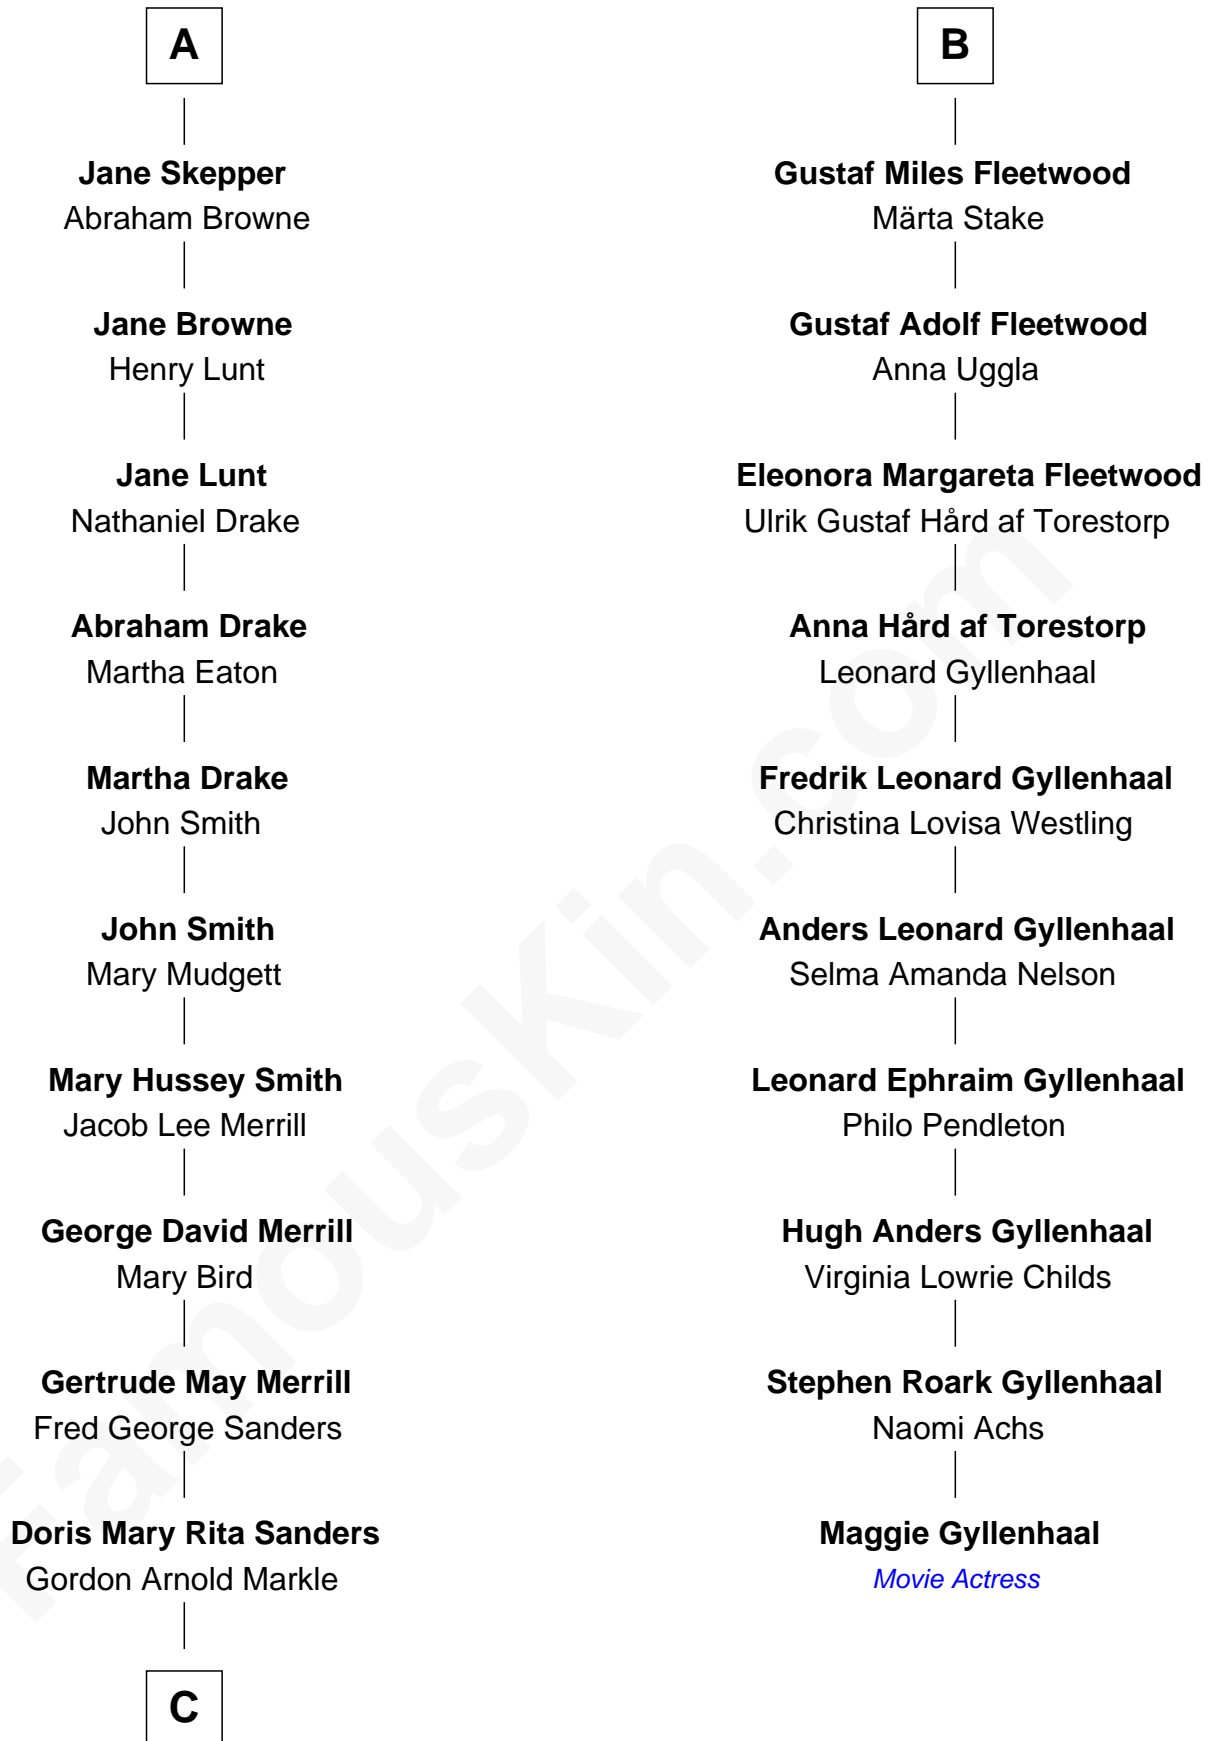 A
Jane Skepper
Abraham Browne
Jane Browne
Henry Lunt
Jane Lunt
Nathaniel Drake
Abraham Drake
Martha Eaton
Martha Drake
John Smith
John Smith
Mary Mudgett
Mary Hussey Smith
Jacob Lee Merrill
George David Merrill
Mary Bird
Gertrude May Merrill
Fred George Sanders
Doris Mary Rita Sanders
Gordon Arnold Markle
C
B
Gustaf Miles Fleetwood
Märta Stake
Gustaf Adolf Fleetwood
Anna Uggla
Eleonora Margareta Fleetwood
Ulrik Gustaf Hård af Torestorp
Anna Hård af Torestorp
Leonard Gyllenhaal
Fredrik Leonard Gyllenhaal
Christina Lovisa Westling
Anders Leonard Gyllenhaal
Selma Amanda Nelson
Leonard Ephraim Gyllenhaal
Philo Pendleton
Hugh Anders Gyllenhaal
Virginia Lowrie Childs
Stephen Roark Gyllenhaal
Naomi Achs
Maggie Gyllenhaal
Movie Actress
FamousKin.com